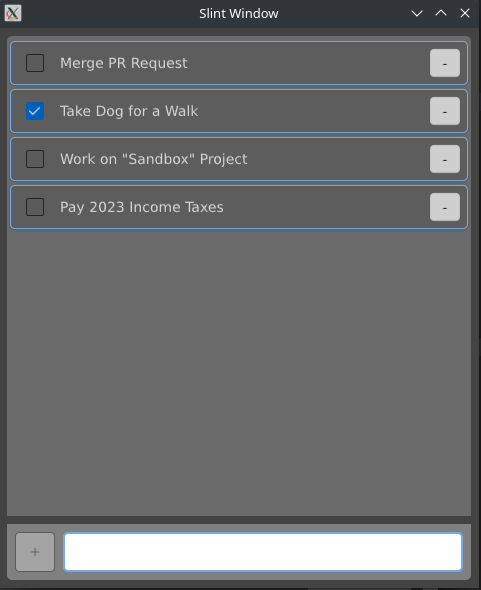 Slint Window
Merge PR Request
-
Take Dog for a Walk
-
Work on "Sandbox" Project
-
Pay 2023 Income Taxes
-
+